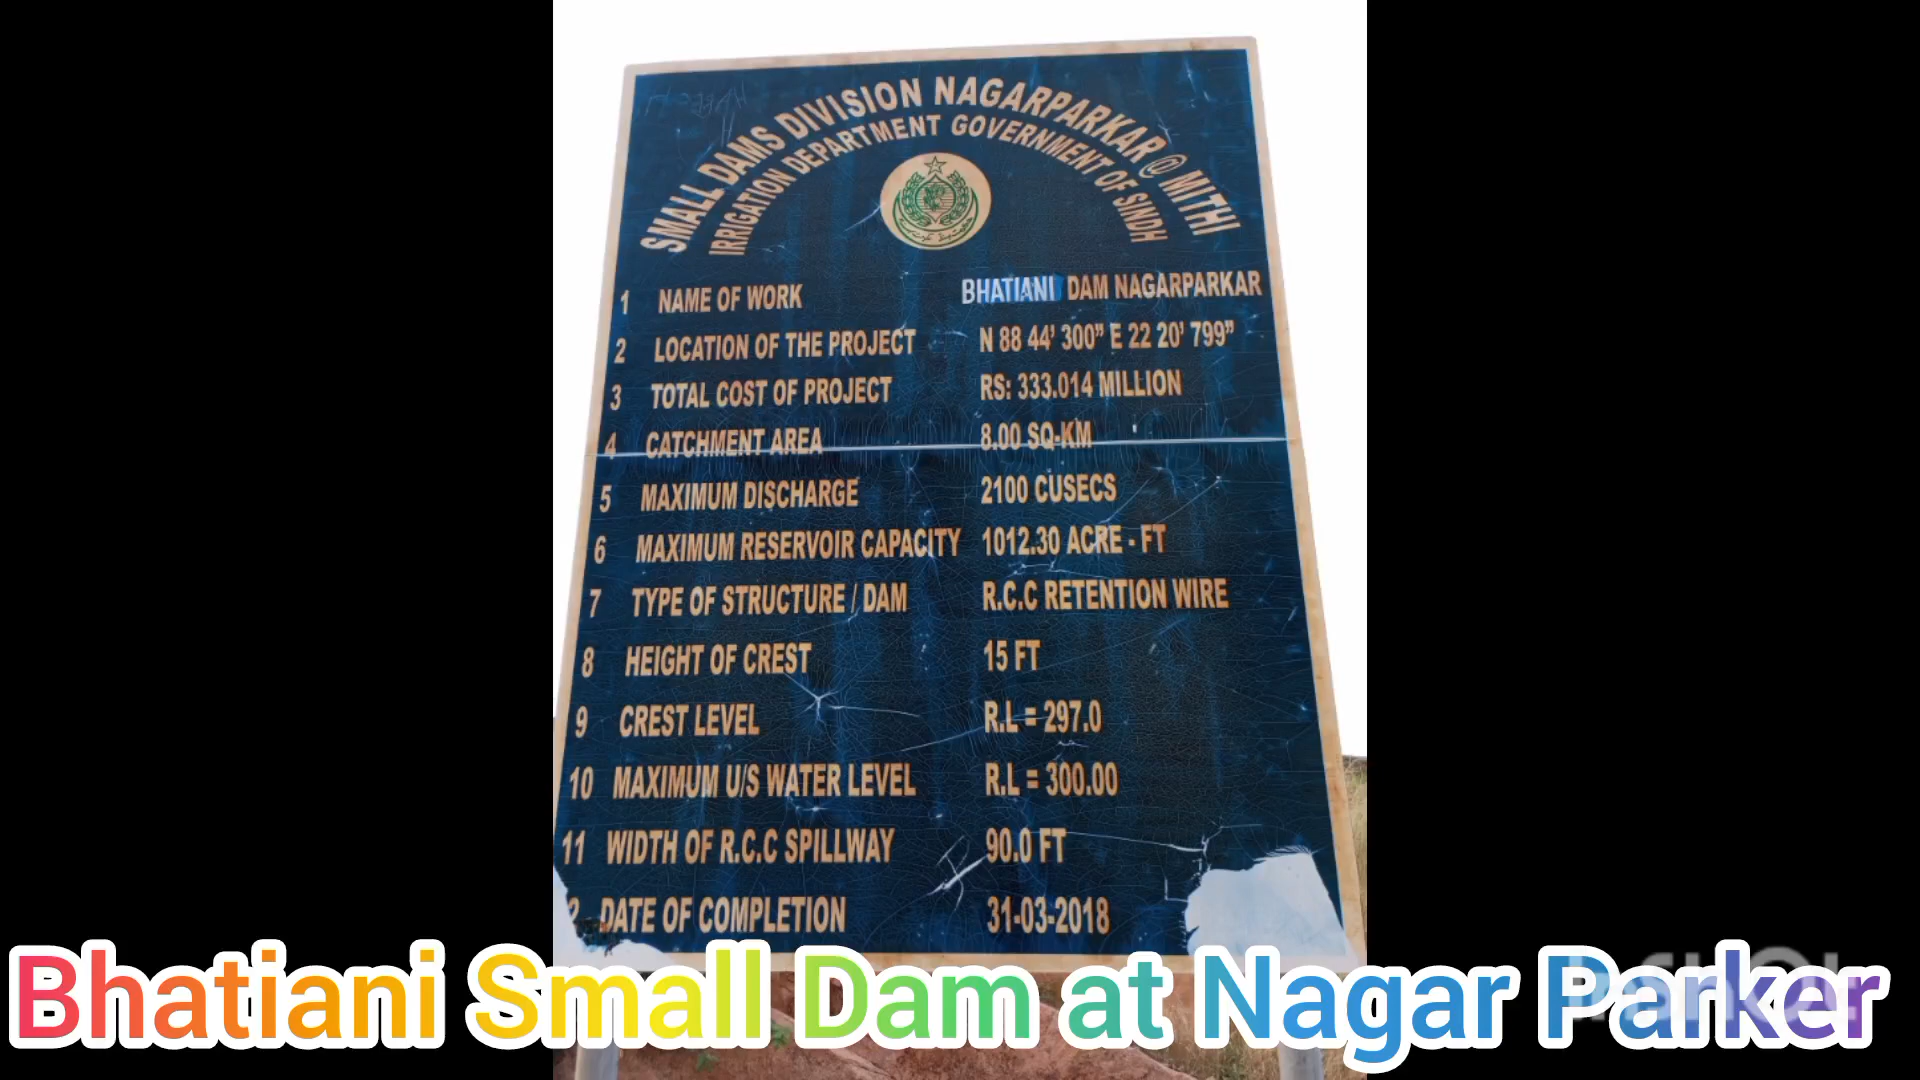 SMALL DAMS DIVISION NAGARPARKAR @ MITHI
IRRIGATION DEPARTMENT GOVERNMENT OF SINDH
1 NAME OF WORK BHATIANI DAM NAGARPARKAR
2 LOCATION OF THE PROJECT N 88 44' 300" E 22 20' 799"
3 TOTAL COST OF PROJECT RS: 333.014 MILLION
4 CATCHMENT AREA 8.00 SQ-KM
5 MAXIMUM DISCHARGE 2100 CUSECS
6 MAXIMUM RESERVOIR CAPACITY 1012.30 ACRE - FT
7 TYPE OF STRUCTURE / DAM R.C.C RETENTION WIRE
8 HEIGHT OF CREST 15 FT
9 CREST LEVEL R.L = 297.0
10 MAXIMUM U/S WATER LEVEL R.L = 300.00
11 WIDTH OF R.C.C SPILLWAY 90.0 FT
2 DATE OF COMPLETION 31-03-2018
Bhatiani Small Dam at Nagar Parker